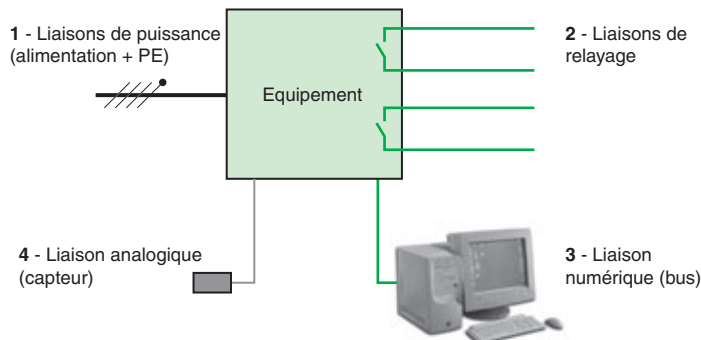 1 - Liaisons de puissance
(alimentation + PE)
2 - Liaisons de
relayage
Equipement
4 - Liaison analogique
(capteur)
3 - Liaison
numérique (bus)